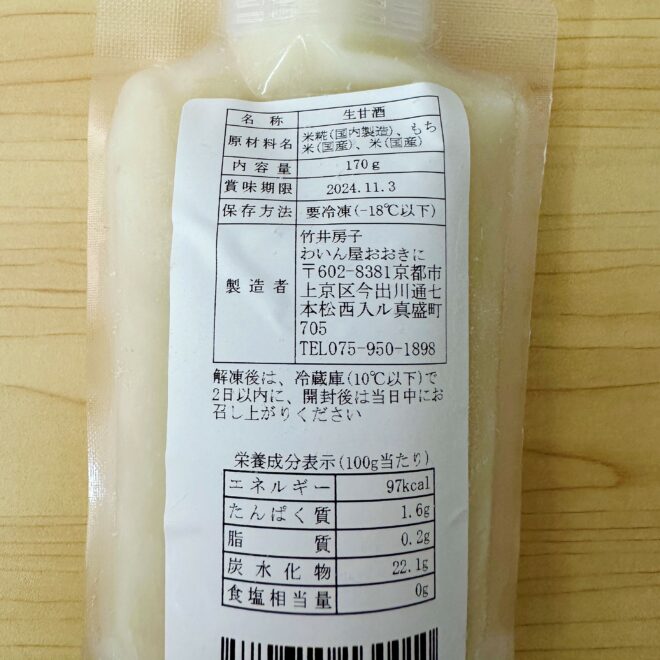 名称 生甘酒
原材料名 米糀(国内製造)、もち
米(国産)、米(国産)
内容量 170g
賞味期限 2024.11.3
保存方法 要冷凍(-18℃以下)
製造者 竹井房子
わいん屋おおきに
〒602-8381京都市
上京区今出川通七
本松西入ル真盛町
705
TEL075-950-1898
解凍後は、冷蔵庫(10℃以下)で
2日以内に、開封後は当日中にお
召し上がりください
栄養成分表示(100g当たり)
エネルギー 97kcal
たんぱく質 1.6g
脂質 0.2g
炭水化物 22.1g
食塩相当量 0g